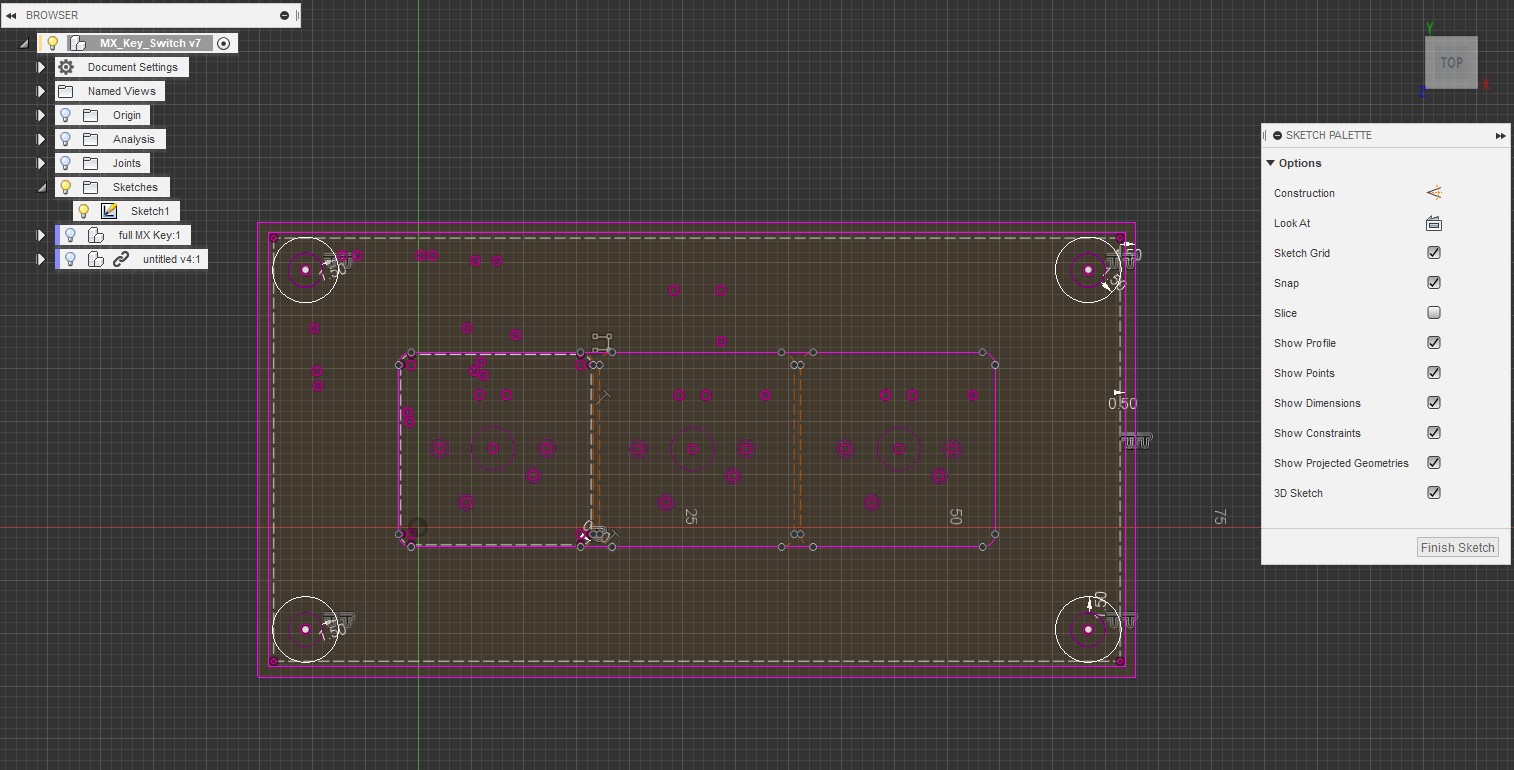 BROWSER
MX_Key_Switch v7
Document Settings
Named Views
Origin
Analysis
Joints
Sketches
Sketch1
full MX Key:1
untitled v4:1
Y
TOP
X
Z
SKETCH PALETTE
Options
Construction
Look At
Sketch Grid
Snap
Slice
Show Profile
Show Points
Show Dimensions
Show Constraints
Show Projected Geometries
3D Sketch
Finish Sketch
0.50
25
50
75